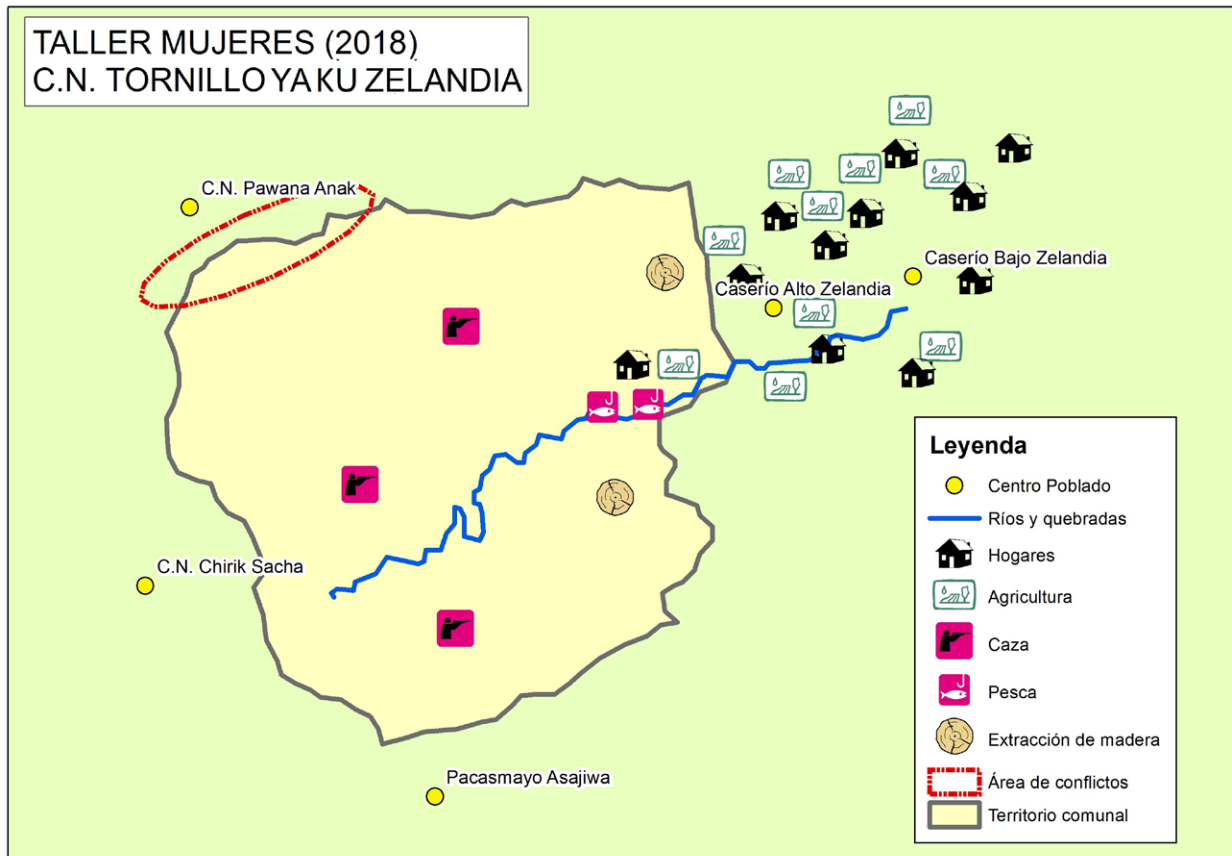 TALLER MUJERES (2018)
C.N. TORNILLO YAKU ZELANDIA
C.N. Pawana Anak
Caserío Bajo Zelandia
Caserío Alto Zelandia
C.N. Chirik Sacha
Pacasmayo Asajiwa
Leyenda
Centro Poblado
Ríos y quebradas
Hogares
Agricultura
Caza
Pesca
Extracción de madera
Área de conflictos
Territorio comunal